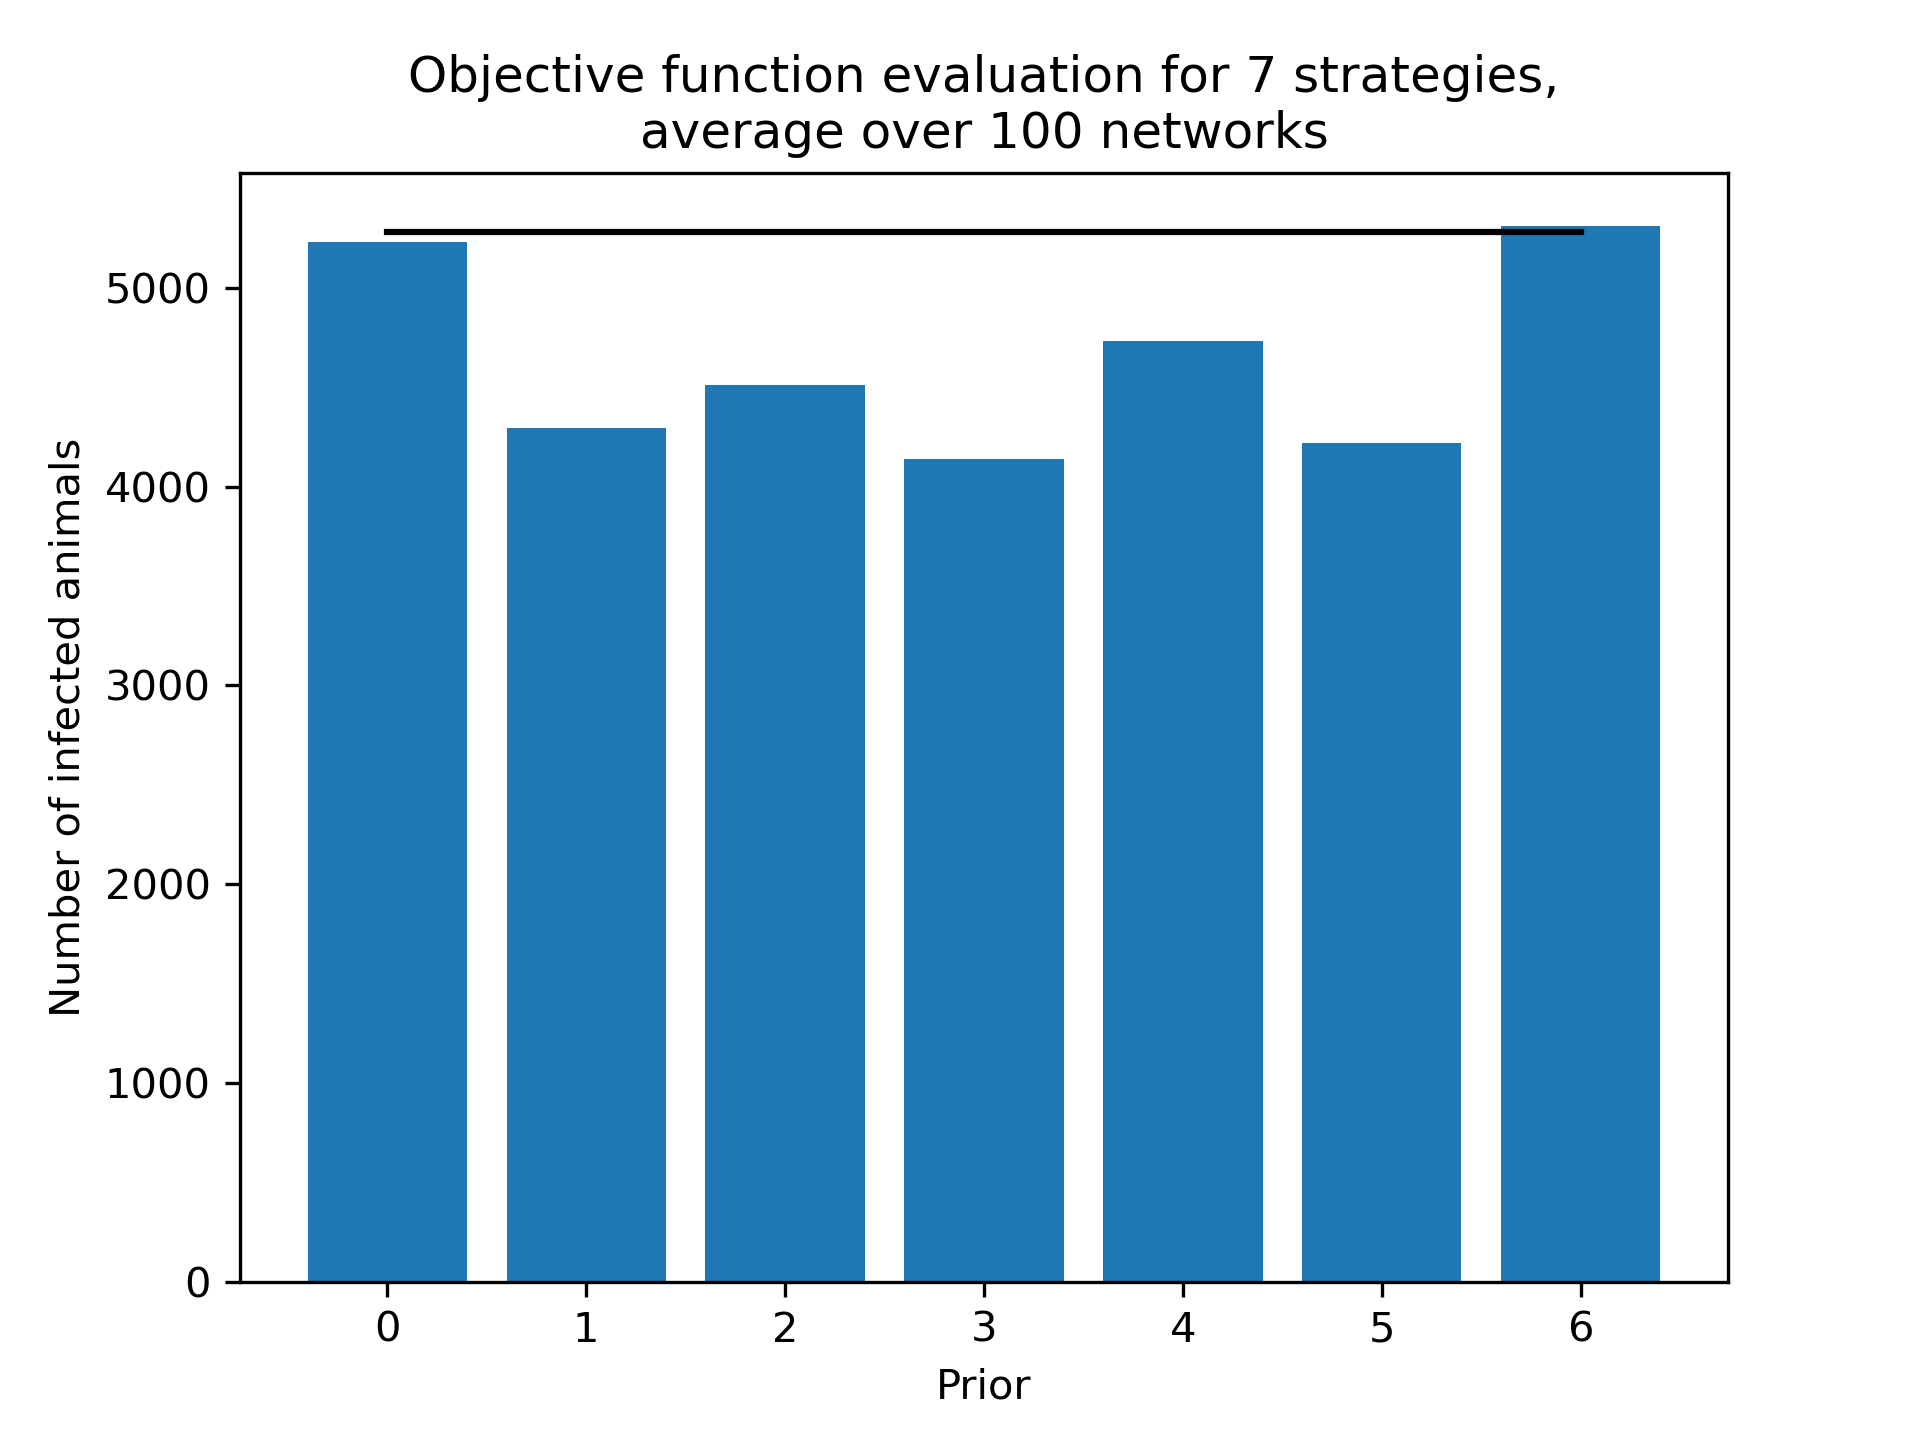 Objective function evaluation for 7 strategies,
average over 100 networks
Number of infected animals
5000
4000
3000
2000
1000
0
0 1 2 3 4 5 6
Prior